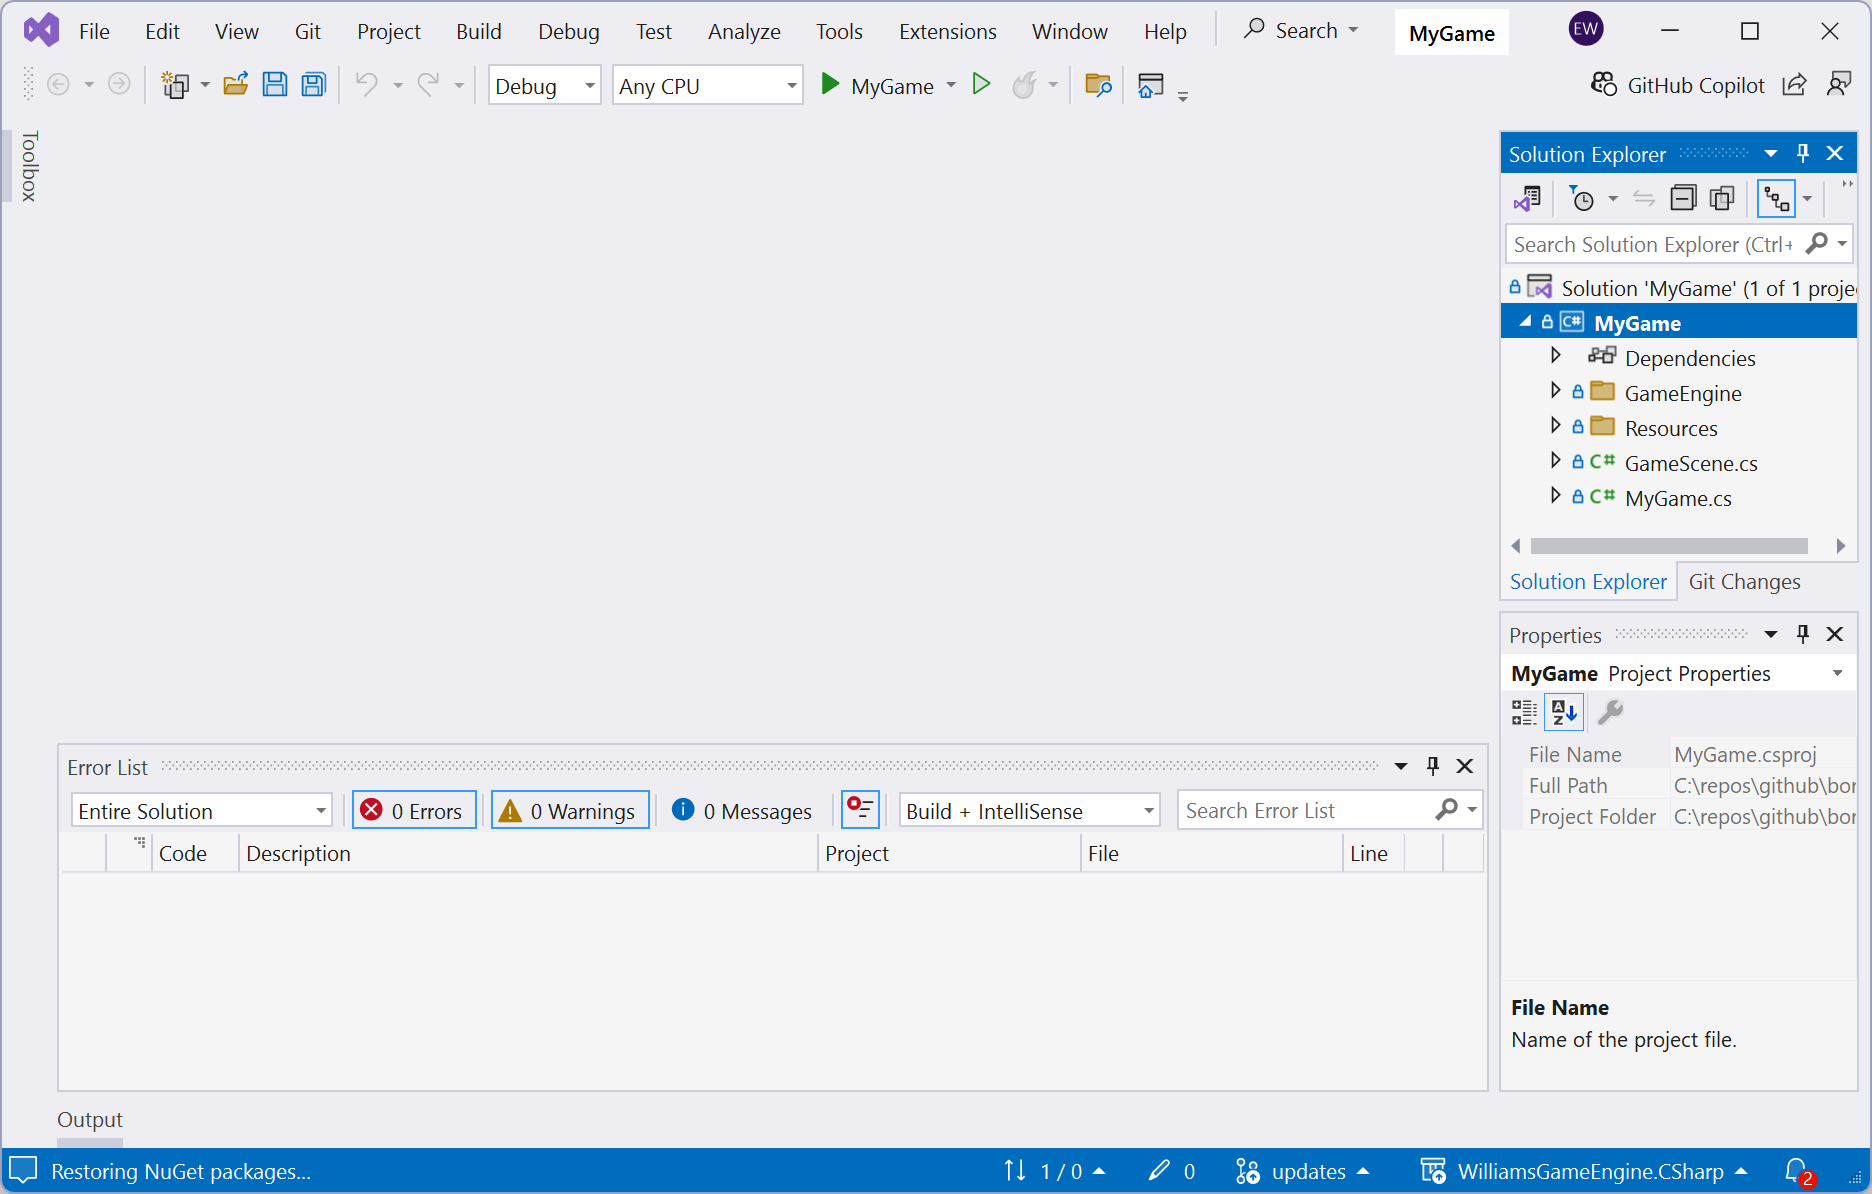 File Edit View Git Project Build Debug Test Analyze Tools Extensions Window Help Search MyGame EW
Debug Any CPU MyGame GitHub Copilot
Toolbox
Solution Explorer
Search Solution Explorer (Ctrl+
Solution 'MyGame' (1 of 1 proje
C# MyGame
Dependencies
GameEngine
Resources
C# GameScene.cs
C# MyGame.cs
Solution Explorer Git Changes
Properties
MyGame Project Properties
File Name MyGame.csproj
Full Path C:\repos\github\bor
Project Folder C:\repos\github\bor
File Name
Name of the project file.
Error List
Entire Solution 0 Errors 0 Warnings 0 Messages Build + IntelliSense Search Error List
Code Description Project File Line
Output
Restoring NuGet packages... 1 / 0 0 updates WilliamsGameEngine.CSharp 2